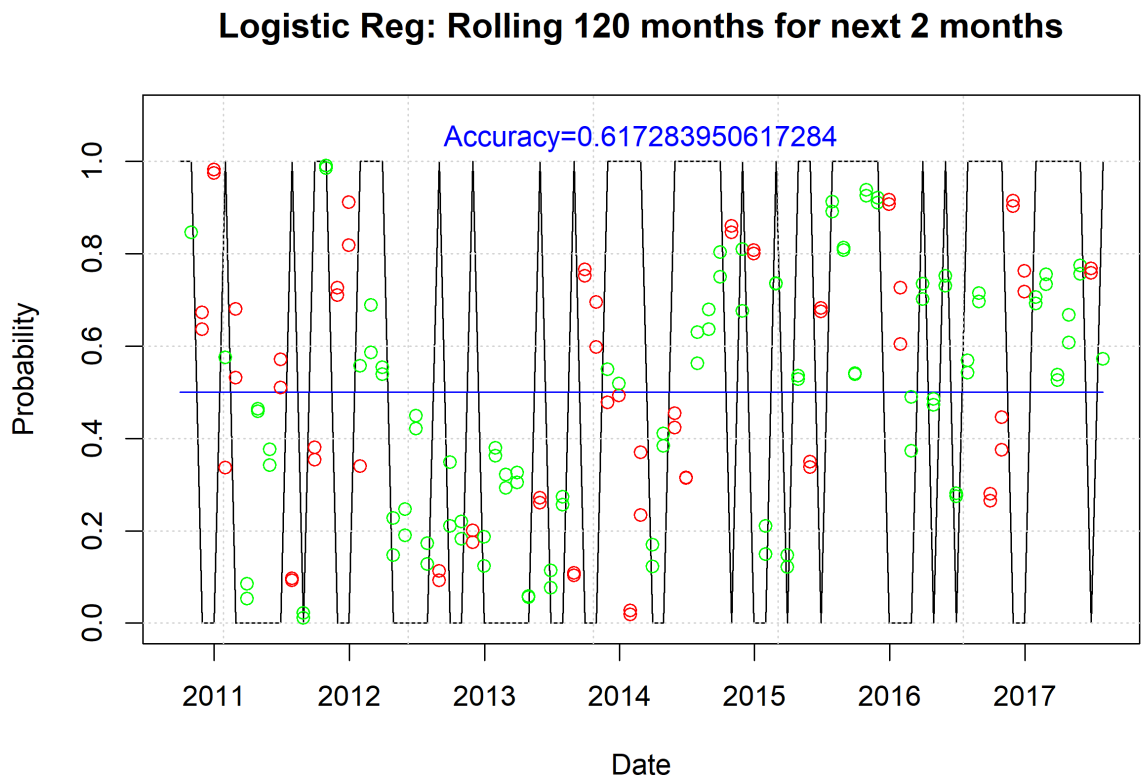 Logistic Reg: Rolling 120 months for next 2 months
Accuracy=0.617283950617284
Probability
1.0
0.8
0.6
0.4
0.2
0.0
2011 2012 2013 2014 2015 2016 2017
Date